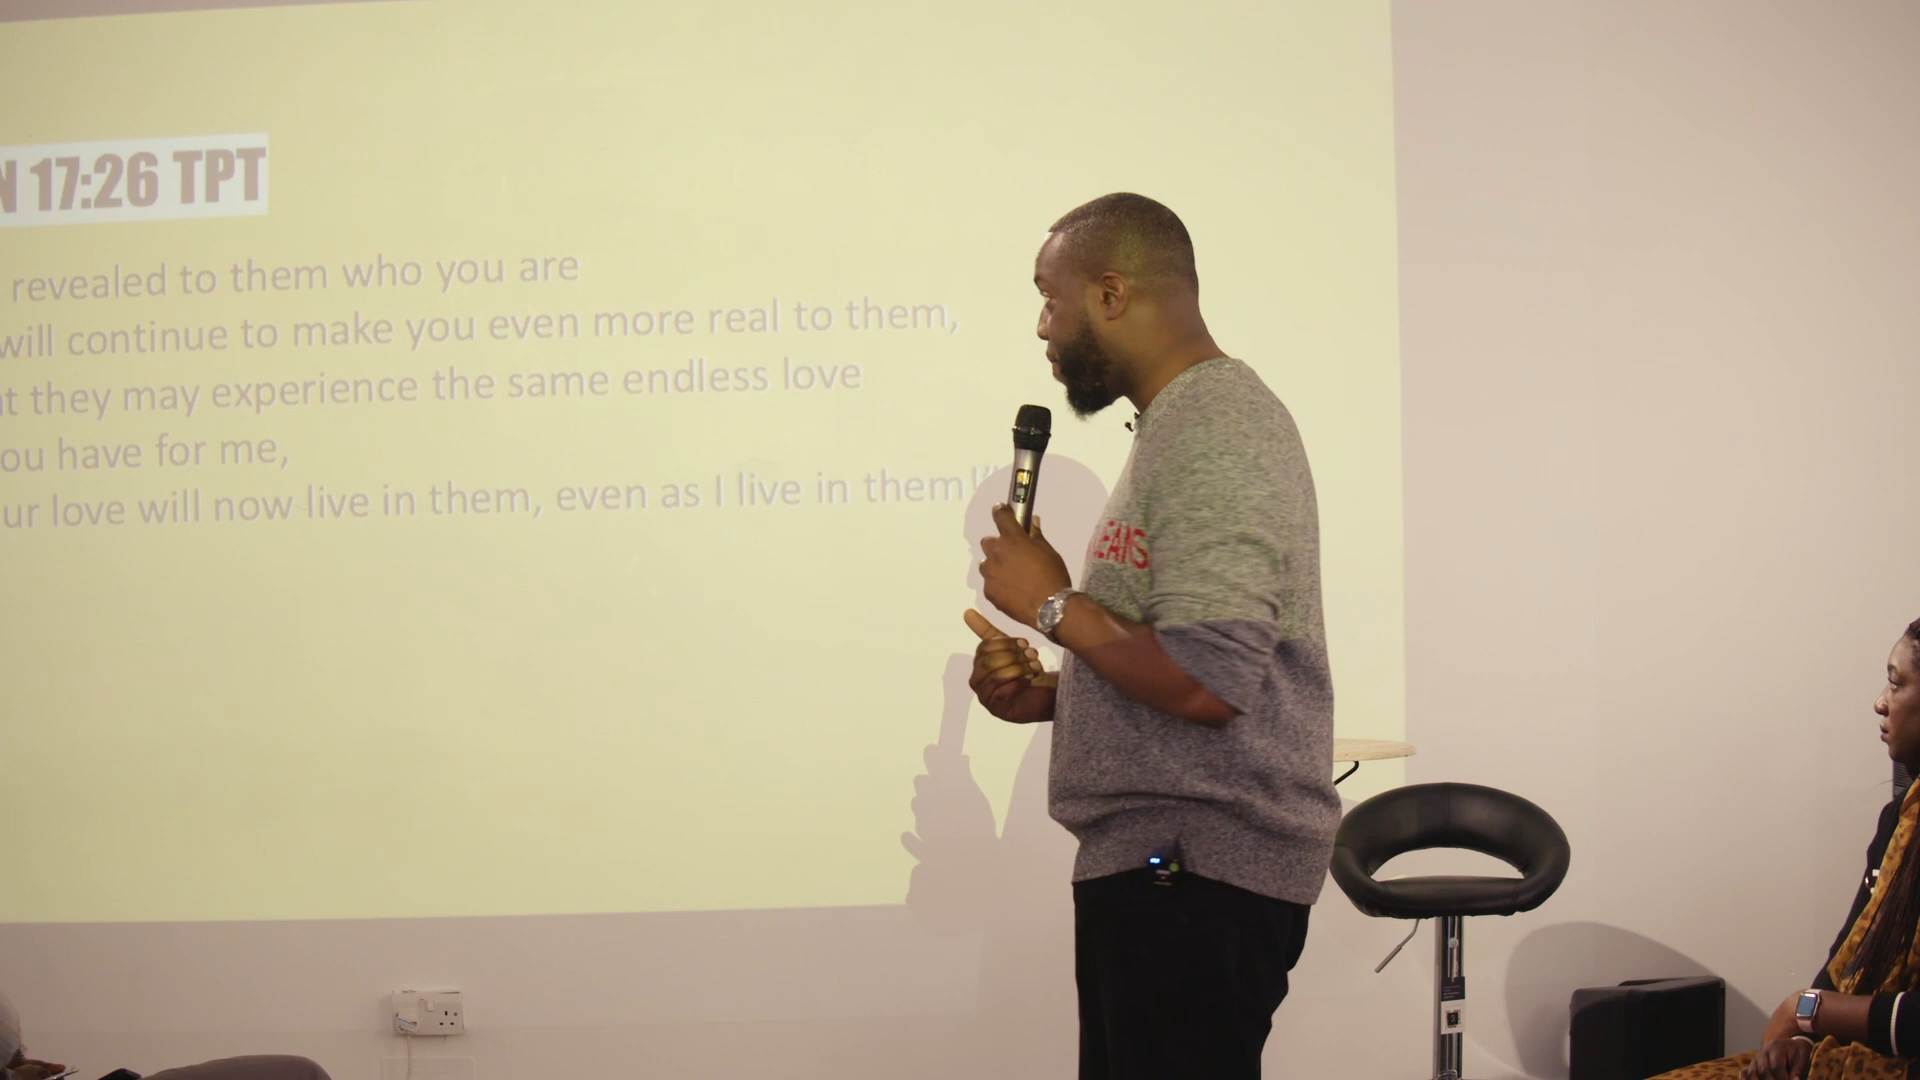 N 17:26 TPT
revealed to them who you are
will continue to make you even more real to them,
they may experience the same endless love
have for me,
love will now live in them, even as I live in them!"
EANS